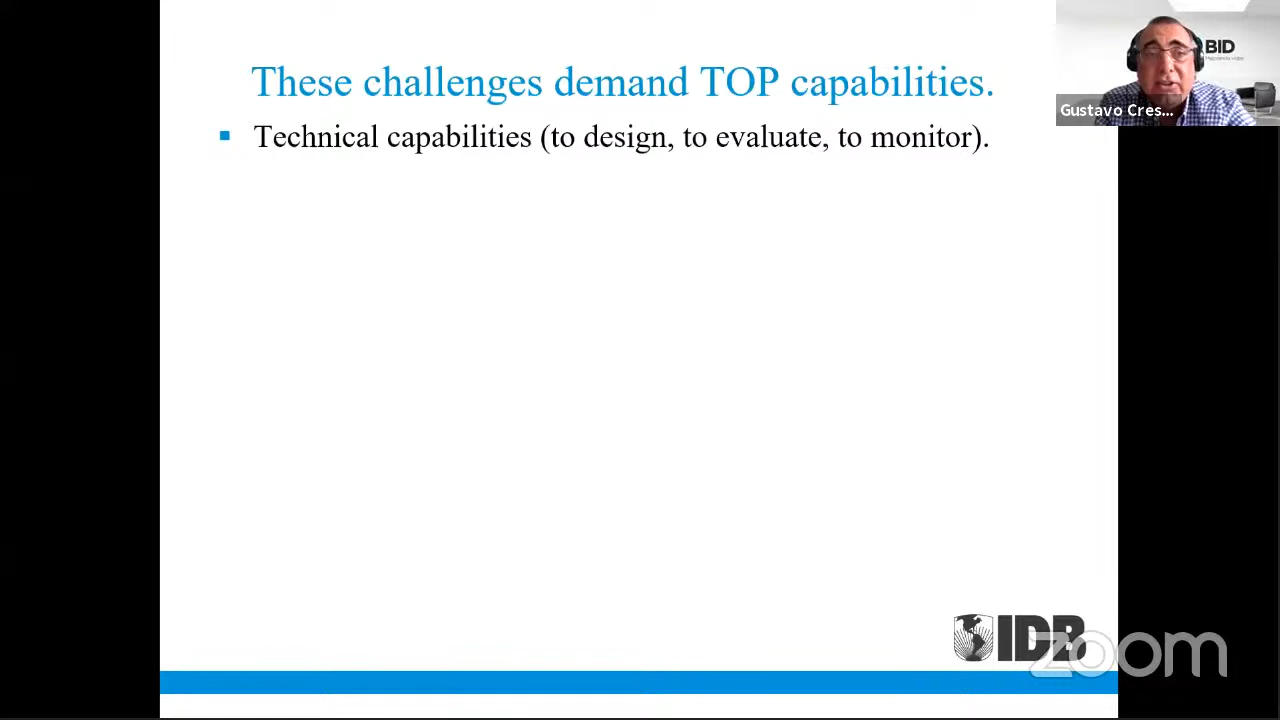 These challenges demand TOP capabilities.
Technical capabilities (to design, to evaluate, to monitor).
BID
Gustavo Cres...
IDB
zoom